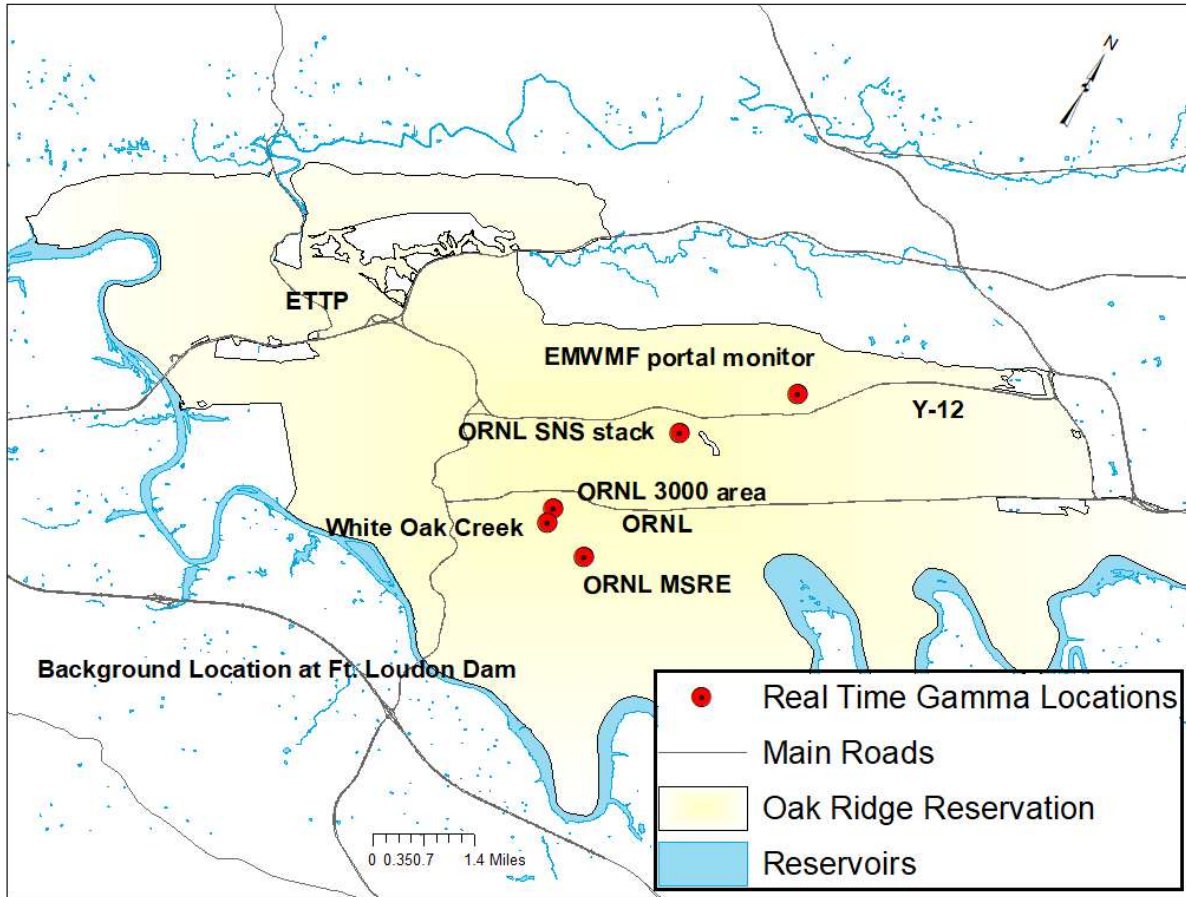 N
ETTP
EMWMF portal monitor
Y-12
ORNL SNS stack
ORNL 3000 area
White Oak Creek
ORNL
ORNL MSRE
Background Location at Ft. Loudon Dam
Real Time Gamma Locations
Main Roads
Oak Ridge Reservation
Reservoirs
0 0.350.7 1.4 Miles